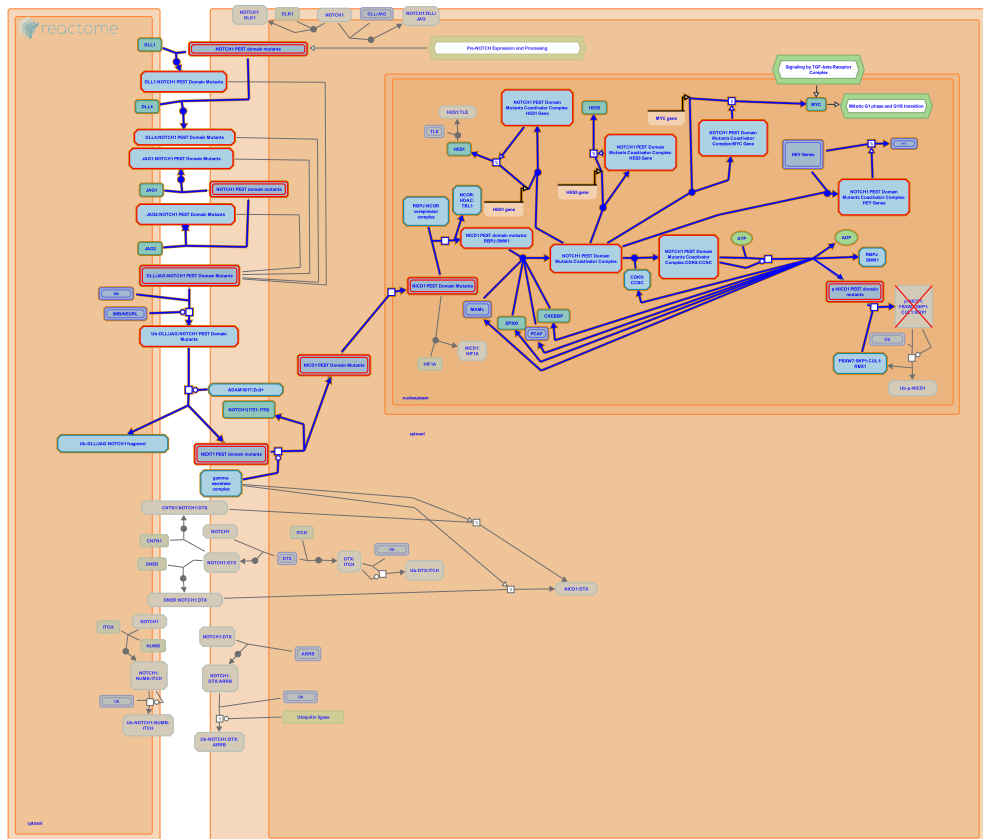 reactome
NOTCH1:
DLK1
DLK1
NOTCH1
DLL/JAG
NOTCH1:DLL/
JAG
DLL1
NOTCH1 PEST domain mutants
Pre-NOTCH Expression and Processing
DLL1:NOTCH1 PEST Domain Mutants
DLL4
DLL4:NOTCH1 PEST Domain Mutants
JAG1:NOTCH1 PEST Domain Mutants
JAG1
NOTCH1 PEST domain mutants
JAG2:NOTCH1 PEST Domain Mutants
JAG2
DLL/JAG:NOTCH1 PEST Domain Mutants
Ub
MIB/NEURL
Ub-DLL/JAG:NOTCH1 PEST Domain
Mutants
ADAM10/17:Zn2+
NOTCH1(1721-1753)
Ub-DLL/JAG:NOTCH1 fragment
NEXT1 PEST domain mutants
gamma-
secretase
complex
NICD1 PEST Domain Mutants
Signaling by TGF-beta Receptor
Complex
MYC
Mitotic G1 phase and G1/S transition
HES1:TLE
TLE
HES1
NOTCH1 PEST Domain
Mutants Coactivator Complex:
HES1 Gene
HES1 gene
HES5
HES5 gene
NOTCH1 PEST Domain
Mutants Coactivator Complex:
HES5 Gene
MYC gene
NOTCH1 PEST Domain
Mutants Coactivator
Complex:MYC Gene
HEY Genes
HEY
NOTCH1 PEST Domain
Mutants Coactivator Complex:
HEY Genes
RBPJ:NCOR
corepressor
complex
NCOR:
HDAC:
TBL1
NICD1 PEST domain mutants:
RBPJ:SNW1
NICD1 PEST Domain Mutants
NOTCH1 PEST Domain
Mutants Coactivator Complex
NOTCH1 PEST Domain
Mutants Coactivator
Complex:CDK8:CCNC
CDK8:
CCNC
ATP
ADP
RBPJ:
SNW1
MAML
EP300
PCAF
CREBBP
HIF1A
NICD1:
HIF1A
p-NICD1 PEST domain
mutants
p-NICD1:
FBXW7:SKP1:
CUL1:RBX1
Ub
FBXW7:SKP1:CUL1:
RBX1
Ub-p-NICD1
nucleoplasm
cytosol
CNTN1:NOTCH1:DTX
CNTN1
NOTCH1
ITCH
DNER
NOTCH1:DTX
DTX
DTX:
ITCH
Ub
Ub-DTX:ITCH
DNER:NOTCH1:DTX
NICD1:DTX
NOTCH1
ITCH
NUMB
NOTCH1:
NUMB:ITCH
Ub
Ub-NOTCH1:NUMB:
ITCH
NOTCH1:DTX
ARRB
NOTCH1:
DTX:ARRB
Ub
Ubiquitin ligase
Ub-NOTCH1:DTX:
ARRB
cytosol